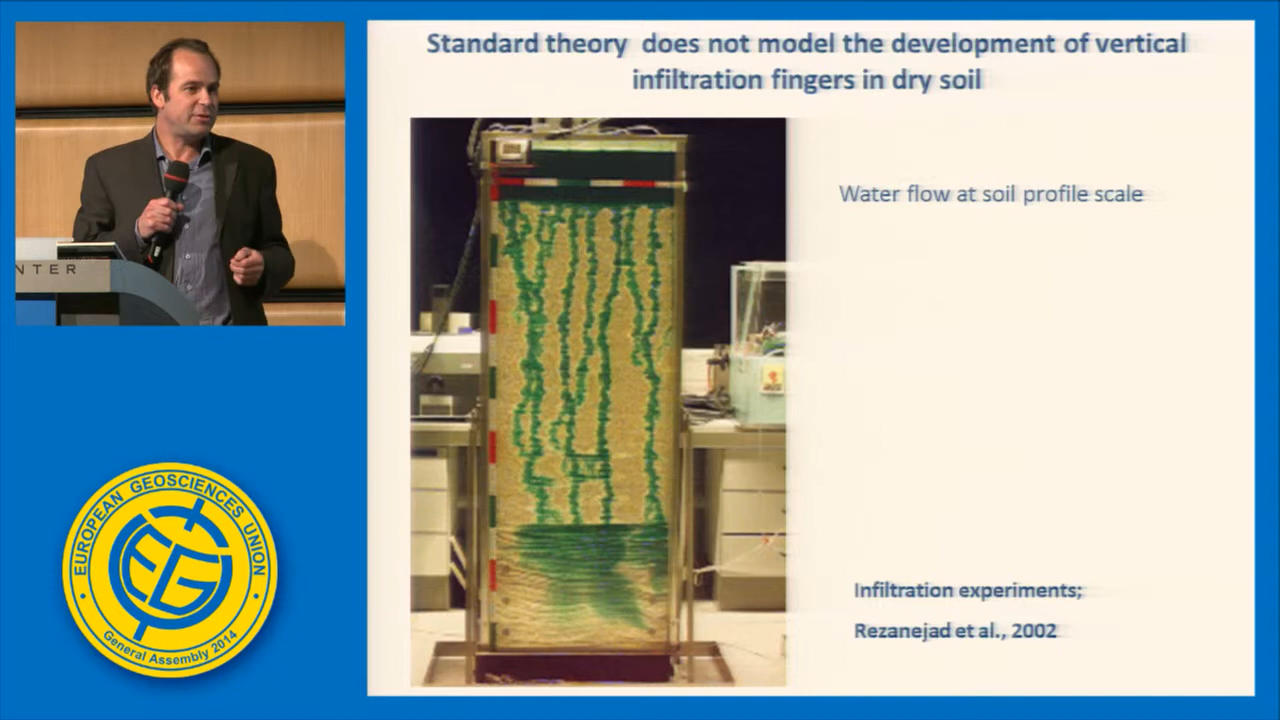 Standard theory does not model the development of vertical
infiltration fingers in dry soil
Water flow at soil profile scale
Infiltration experiments;
Rezanejad et al., 2002
NTER
EUROPEAN GEOSCIENCES UNION
EGU
General Assembly 2014